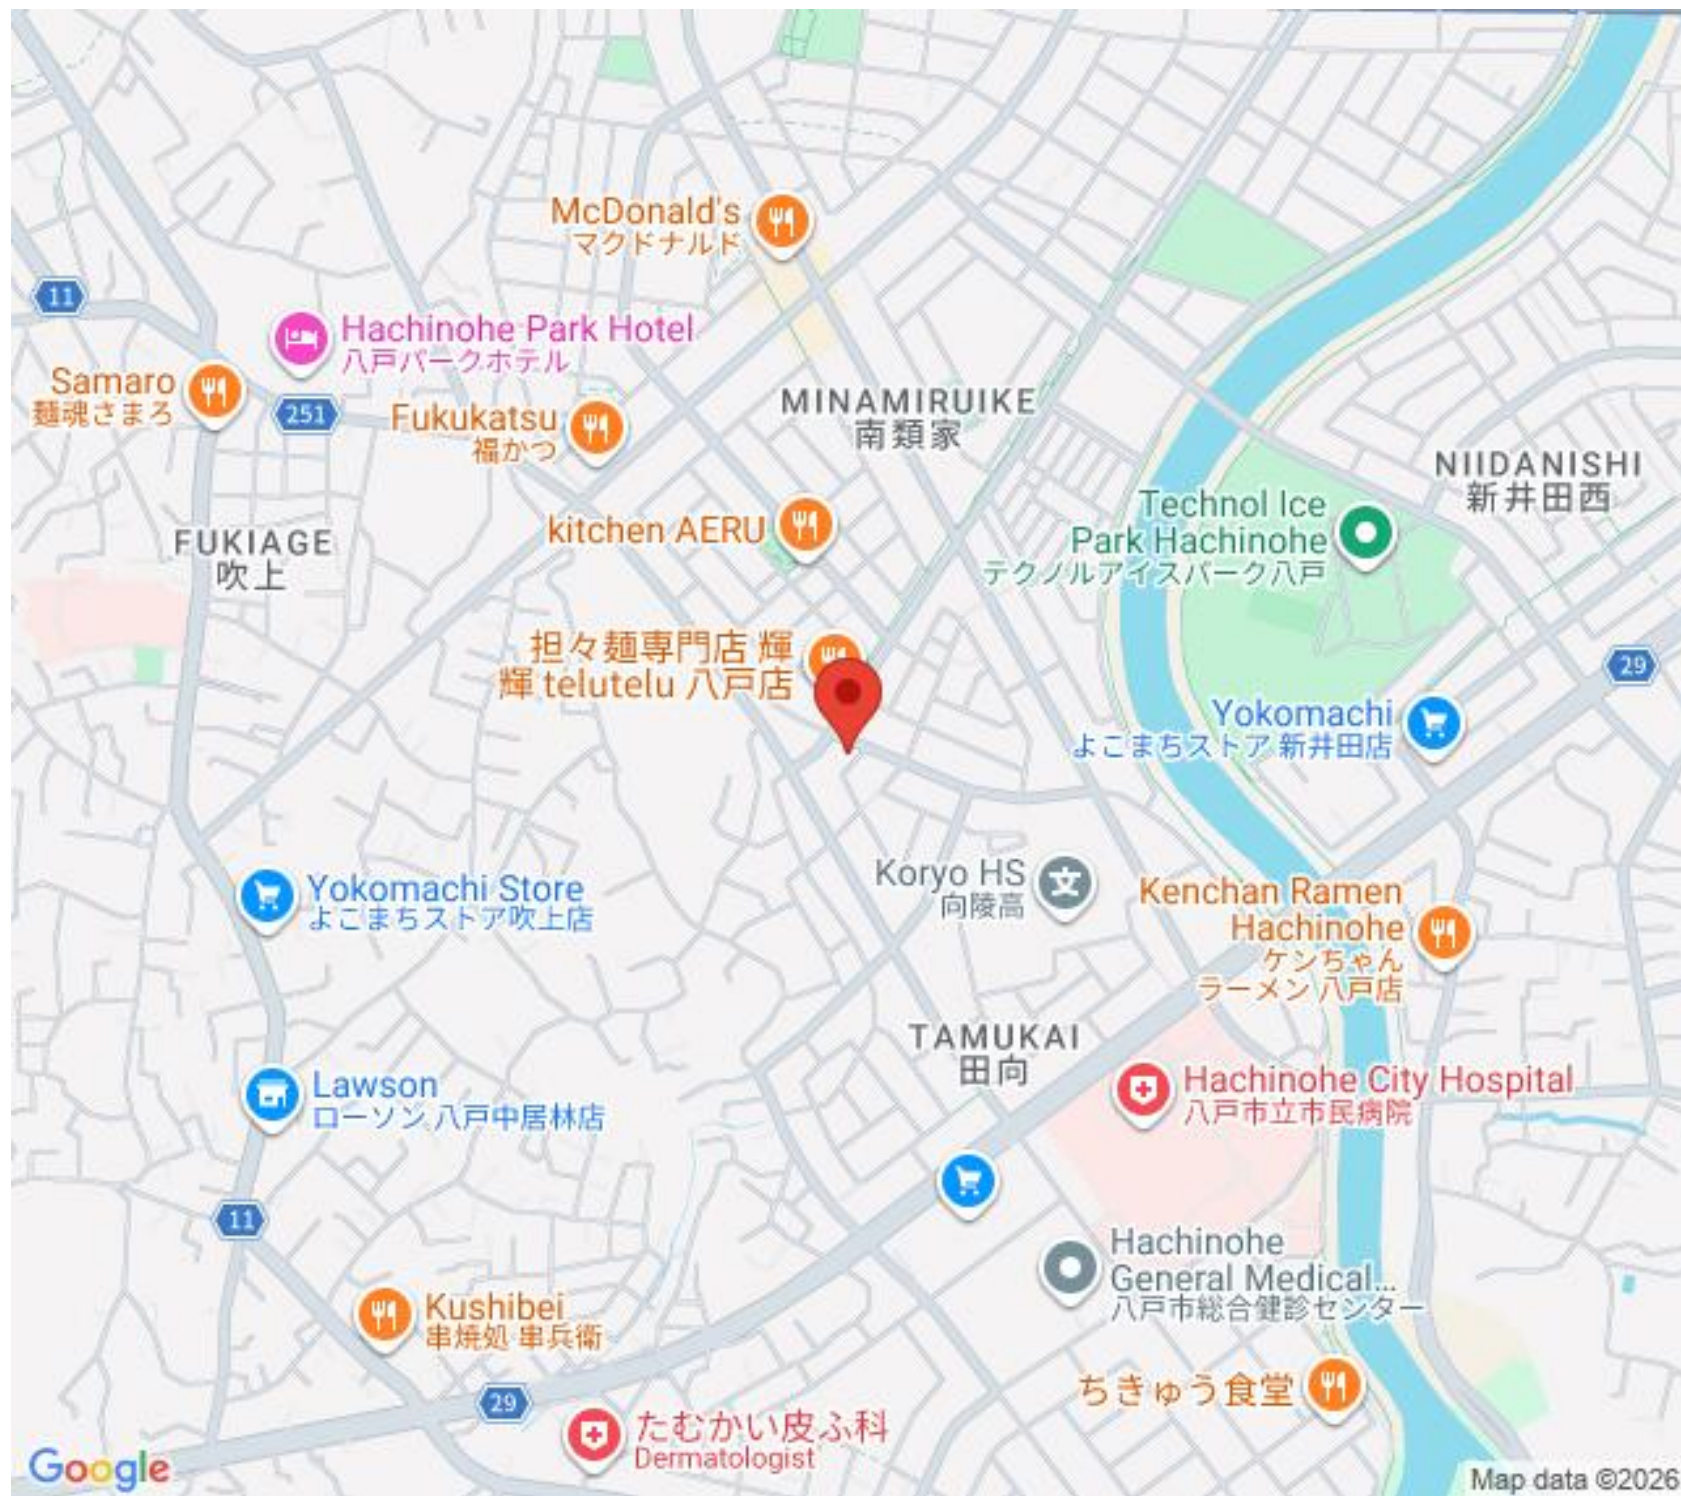 McDonald's
マクドナルド
11
Hachinohe Park Hotel
八戸パークホテル
Samaro
麺魂さまろ
251
Fukukatsu
福かつ
MINAMIRUIKE
南類家
NIIDANISHI
新井田西
Technol Ice
Park Hachinohe
テクノルアイスパーク八戸
kitchen AERU
FUKIAGE
吹上
担々麺専門店 輝
輝 telutelu 八戸店
29
Yokomachi
よこまちストア 新井田店
Koryo HS
向陵高
Yokomachi Store
よこまちストア吹上店
Kenchan Ramen
Hachinohe
ケンちゃん
ラーメン 八戸店
TAMUKAI
田向
Lawson
ローソン 八戸中居林店
Hachinohe City Hospital
八戸市立市民病院
11
Hachinohe
General Medical...
八戸市総合健診センター
Kushibei
串焼処 串兵衛
ちきゅう食堂
29
たむかい皮ふ科
Dermatologist
Google
Map data ©2026